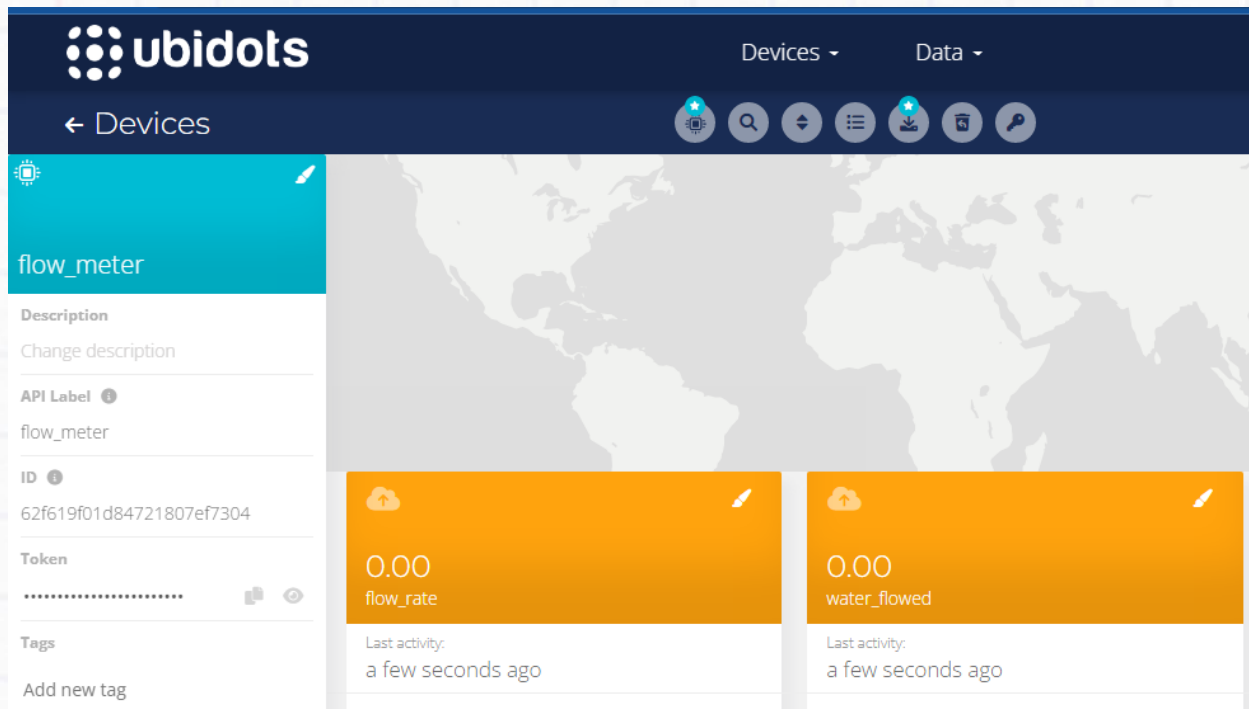 ubidots
Devices
Data
← Devices
flow_meter
Description
Change description
API Label
flow_meter
ID
62f619f01d84721807ef7304
Token
••••••••••••••••••••••••
Tags
Add new tag
0.00
flow_rate
Last activity:
a few seconds ago
0.00
water_flowed
Last activity:
a few seconds ago